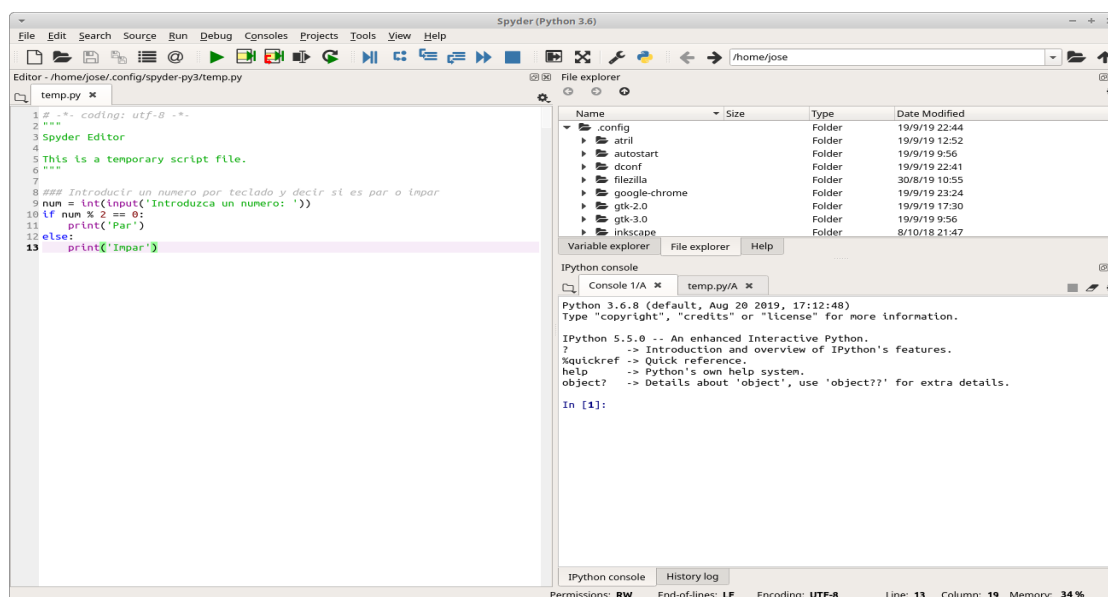 Spyder (Python 3.6)
File Edit Search Source Run Debug Consoles Projects Tools View Help
/home/jose
Editor - /home/jose/.config/spyder-py3/temp.py
temp.py
1 # -*- coding: utf-8 -*-
2 """
3 Spyder Editor
4
5 This is a temporary script file.
6 """
7
8 ### Introducir un numero por teclado y decir si es par o impar
9 num = int(input('Introduzca un numero: '))
10 if num % 2 == 0:
11     print('Par')
12 else:
13     print('Impar')
File explorer
Name Size Type Date Modified
.config Folder 19/9/19 22:44
atril Folder 19/9/19 12:52
autostart Folder 19/9/19 9:56
dconf Folder 19/9/19 22:41
filezilla Folder 30/8/19 10:55
google-chrome Folder 19/9/19 23:24
gtk-2.0 Folder 19/9/19 17:30
gtk-3.0 Folder 19/9/19 9:56
inkscape Folder 8/10/18 21:47
Variable explorer File explorer Help
IPython console
Console 1/A temp.py/A
Python 3.6.8 (default, Aug 20 2019, 17:12:48)
Type "copyright", "credits" or "license" for more information.
IPython 5.5.0 -- An enhanced Interactive Python.
? -> Introduction and overview of IPython's features.
%quickref -> Quick reference.
help -> Python's own help system.
object? -> Details about 'object', use 'object??' for extra details.
In [1]:
IPython console History log
Permissions: RW End-of-lines: LF Encoding: UTF-8 Line: 13 Column: 19 Memory: 34 %